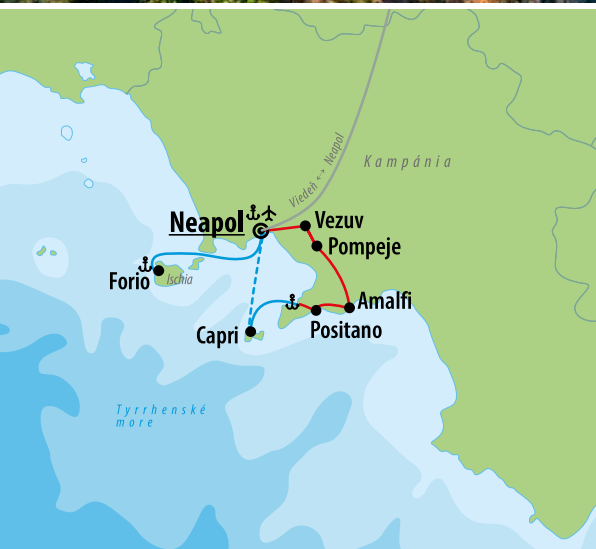 Kampánia
Viedeň ↔ Neapol
Neapol
Vezuv
Pompeje
Forio
Ischia
Amalfi
Capri
Positano
Tyrrhenské
more